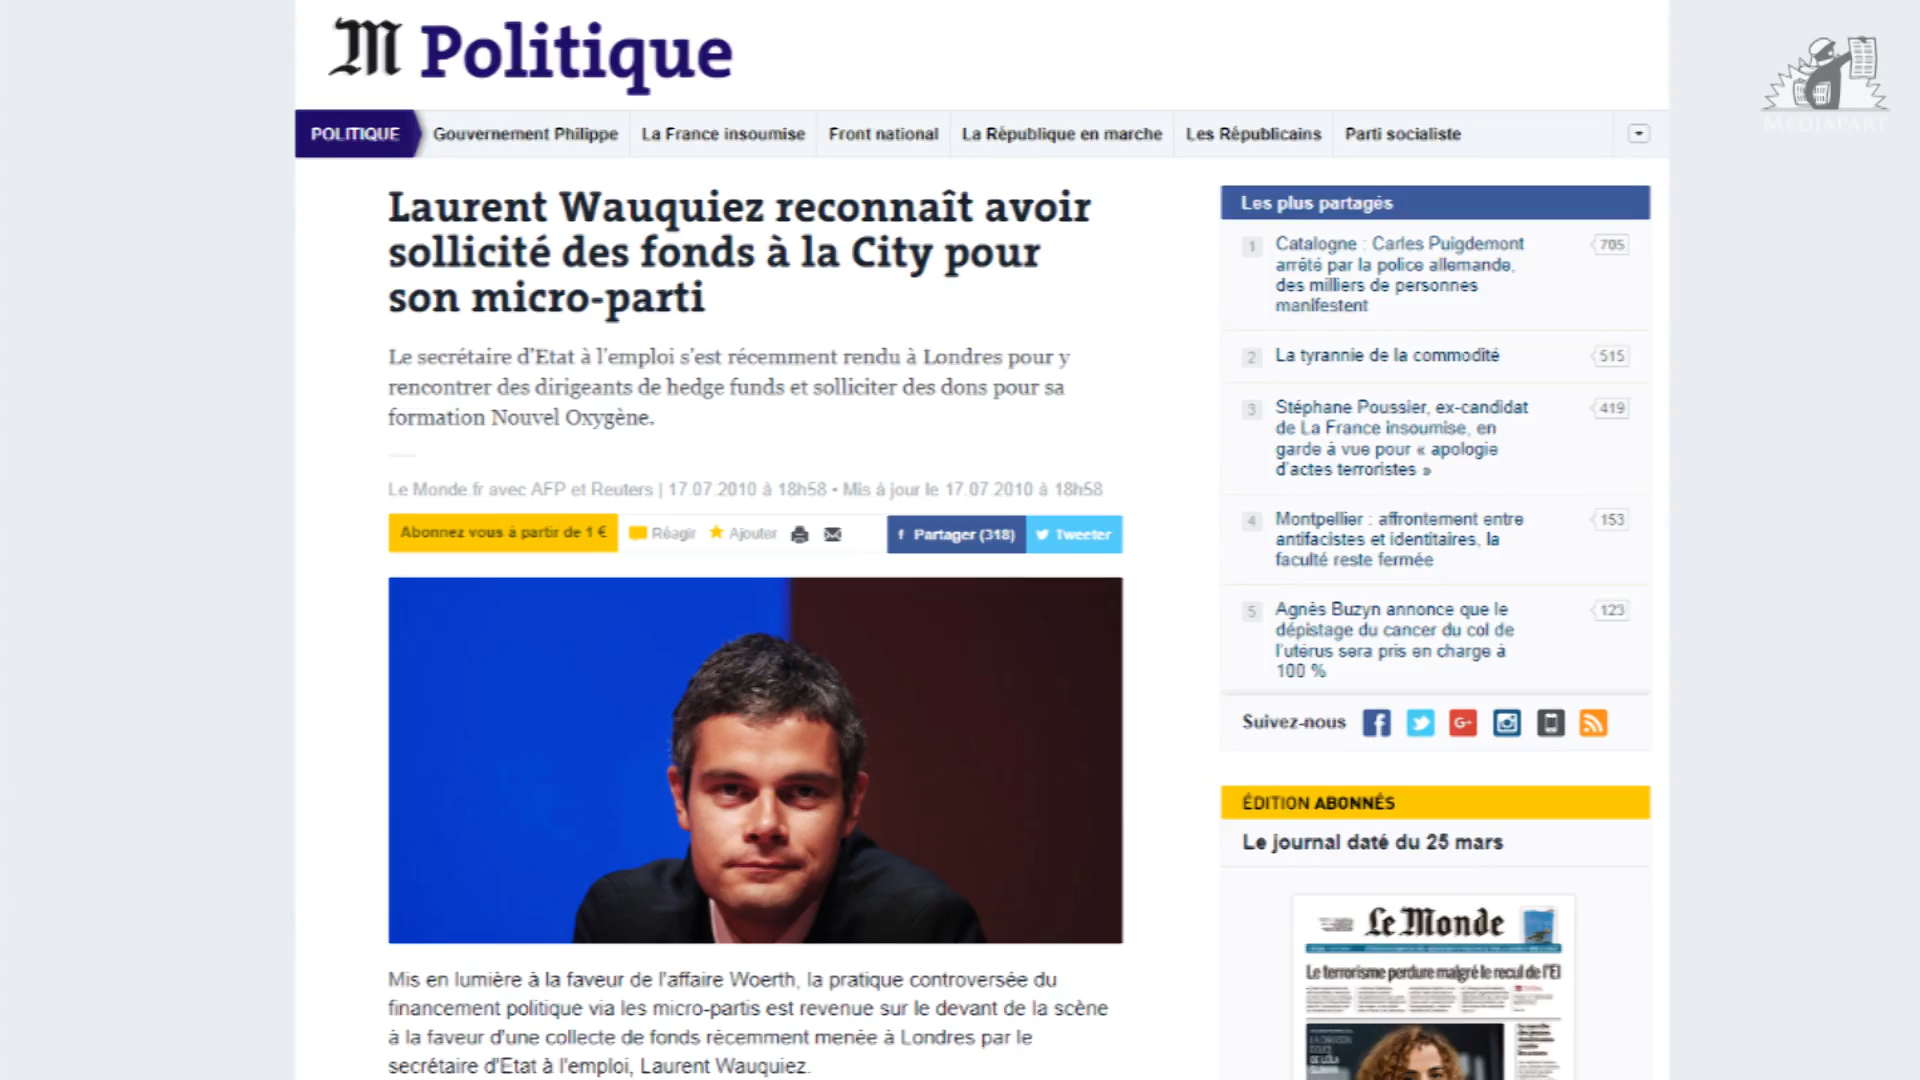 M Politique
MEDIAPART
POLITIQUE Gouvernement Philippe La France insoumise Front national La République en marche Les Républicains Parti socialiste
Laurent Wauquiez reconnaît avoir
sollicité des fonds à la City pour
son micro-parti
Le secrétaire d'Etat à l'emploi s'est récemment rendu à Londres pour y
rencontrer des dirigeants de hedge funds et solliciter des dons pour sa
formation Nouvel Oxygène.
Le Monde.fr avec AFP et Reuters | 17.07.2010 à 18h58 • Mis à jour le 17.07.2010 à 18h58
Abonnez vous à partir de 1 € Réagir Ajouter f Partager (318) Tweeter
Mis en lumière à la faveur de l'affaire Woerth, la pratique controversée du
financement politique via les micro-partis est revenue sur le devant de la scène
à la faveur d'une collecte de fonds récemment menée à Londres par le
secrétaire d'Etat à l'emploi, Laurent Wauquiez.
Les plus partagés
1 Catalogne : Carles Puigdemont 705
arrêté par la police allemande,
des milliers de personnes
manifestent
2 La tyrannie de la commodité 515
3 Stéphane Poussier, ex-candidat 419
de La France insoumise, en
garde à vue pour « apologie
d'actes terroristes »
4 Montpellier : affrontement entre 153
antifacistes et identitaires, la
faculté reste fermée
5 Agnès Buzyn annonce que le 123
dépistage du cancer du col de
l'utérus sera pris en charge à
100 %
Suivez-nous f G+
ÉDITION ABONNÉS
Le journal daté du 25 mars
Le Monde
Le terrorisme perdure malgré le recul de l'EI